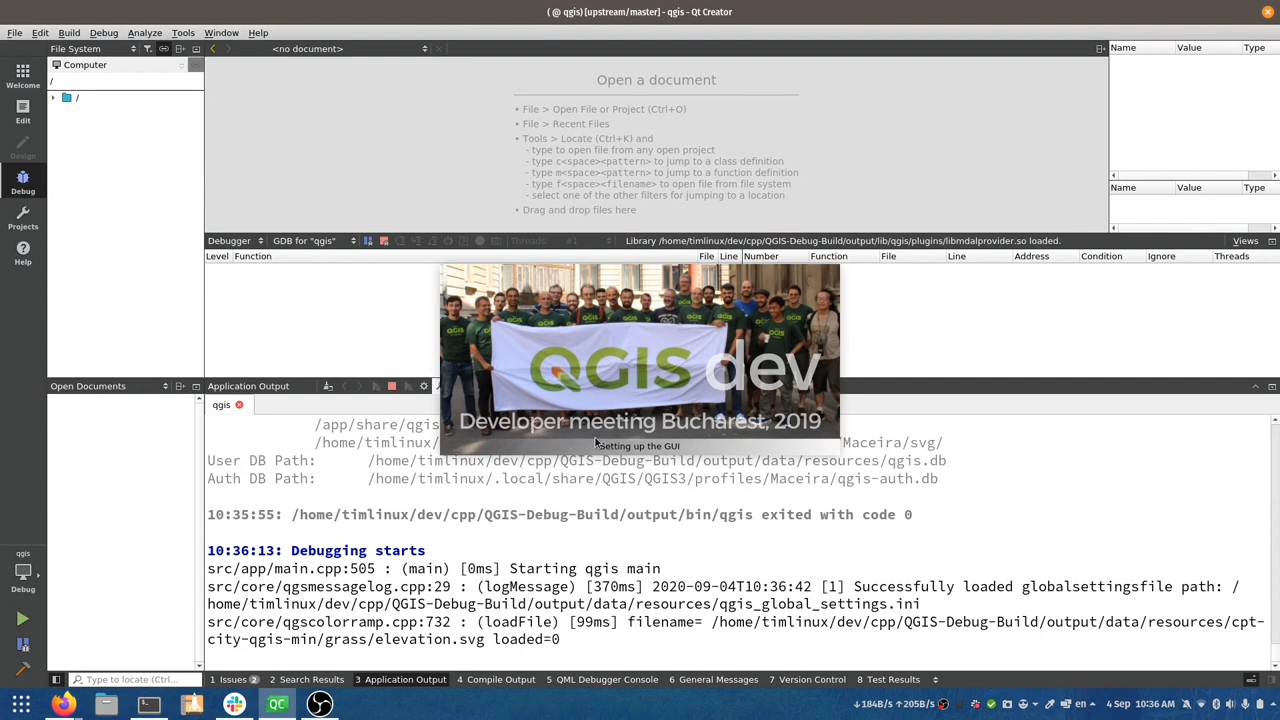 ( @ qgis) [upstream/master] - qgis - Qt Creator
File Edit Build Debug Analyze Tools Window Help
File System
<no document>
Name Value Type
Welcome
Edit
Design
Debug
Projects
Help
Computer
/
/
Open a document
• File > Open File or Project (Ctrl+O)
• File > Recent Files
• Tools > Locate (Ctrl+K) and
- type to open file from any open project
- type c<space><pattern> to jump to a class definition
- type m<space><pattern> to jump to a function definition
- type f<space><filename> to open file from file system
- select one of the other filters for jumping to a location
• Drag and drop files here
Name Value Type
Debugger GDB for "qgis" Threads: #1 Library /home/timlinux/dev/cpp/QGIS-Debug-Build/output/lib/qgis/plugins/libmdalprovider.so loaded. Views
Level Function File Line Number Function File Line Address Condition Ignore Threads
QGIS dev
Developer meeting Bucharest, 2019
Setting up the GUI
Open Documents
Application Output
qgis
/app/share/qgis
/home/timlinux/ Maceira/svg/
User DB Path: /home/timlinux/dev/cpp/QGIS-Debug-Build/output/data/resources/qgis.db
Auth DB Path: /home/timlinux/.local/share/QGIS/QGIS3/profiles/Maceira/qgis-auth.db
10:35:55: /home/timlinux/dev/cpp/QGIS-Debug-Build/output/bin/qgis exited with code 0
10:36:13: Debugging starts
src/app/main.cpp:505 : (main) [0ms] Starting qgis main
src/core/qgsmessagelog.cpp:29 : (logMessage) [370ms] 2020-09-04T10:36:42 [1] Successfully loaded globalsettingsfile path: /
home/timlinux/dev/cpp/QGIS-Debug-Build/output/data/resources/qgis_global_settings.ini
src/core/qgscolorramp.cpp:732 : (loadFile) [99ms] filename= /home/timlinux/dev/cpp/QGIS-Debug-Build/output/data/resources/cpt-
city-qgis-min/grass/elevation.svg loaded=0
qgis
Debug
Type to locate (Ctrl...
1 Issues 2 2 Search Results 3 Application Output 4 Compile Output 5 QML Debugger Console 6 General Messages 7 Version Control 8 Test Results
QC
↓184B/s ↑205B/s en 4 Sep 10:36 AM